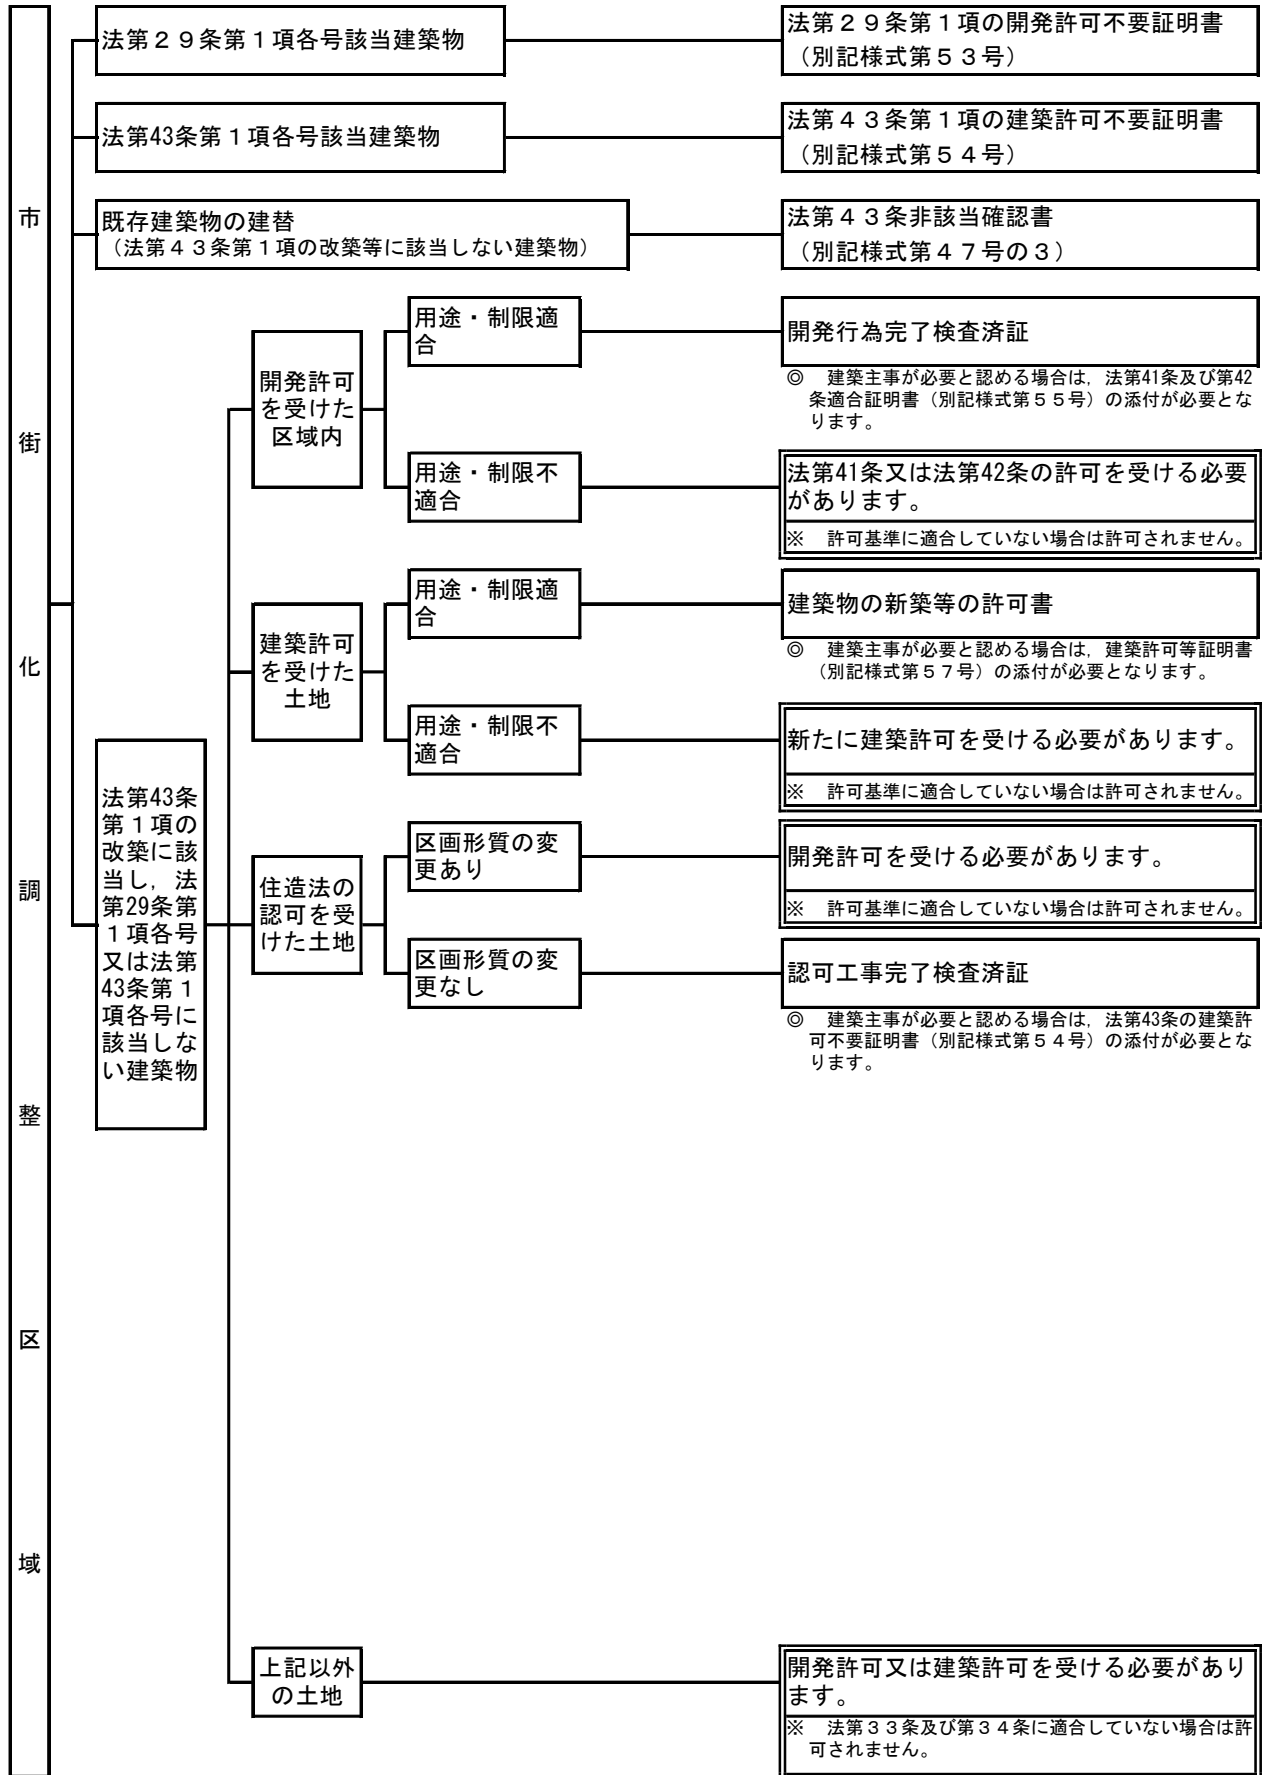 市街化調整区域
法第２９条第１項各号該当建築物
法第２９条第１項の開発許可不要証明書
（別記様式第５３号）
法第43条第１項各号該当建築物
法第４３条第１項の建築許可不要証明書
（別記様式第５４号）
既存建築物の建替
（法第４３条第１項の改築等に該当しない建築物）
法第４３条非該当確認書
（別記様式第４７号の３）
法第43条
第１項の
改築に該
当し，法
第29条第
１項各号
又は法第
43条第１
項各号に
該当しな
い建築物
開発許可
を受けた
区域内
用途・制限適
合
開発行為完了検査済証
◎　建築主事が必要と認める場合は，法第41条及び第42
条適合証明書（別記様式第５５号）の添付が必要とな
ります。
用途・制限不
適合
法第41条又は法第42条の許可を受ける必要
があります。
※　許可基準に適合していない場合は許可されません。
建築許可
を受けた
土地
用途・制限適
合
建築物の新築等の許可書
◎　建築主事が必要と認める場合は，建築許可等証明書
（別記様式第５７号）の添付が必要となります。
用途・制限不
適合
新たに建築許可を受ける必要があります。
※　許可基準に適合していない場合は許可されません。
住造法の
認可を受
けた土地
区画形質の変
更あり
開発許可を受ける必要があります。
※　許可基準に適合していない場合は許可されません。
区画形質の変
更なし
認可工事完了検査済証
◎　建築主事が必要と認める場合は，法第43条の建築許
可不要証明書（別記様式第５４号）の添付が必要とな
ります。
上記以外
の土地
開発許可又は建築許可を受ける必要があり
ます。
※　法第３３条及び第３４条に適合していない場合は許
可されません。